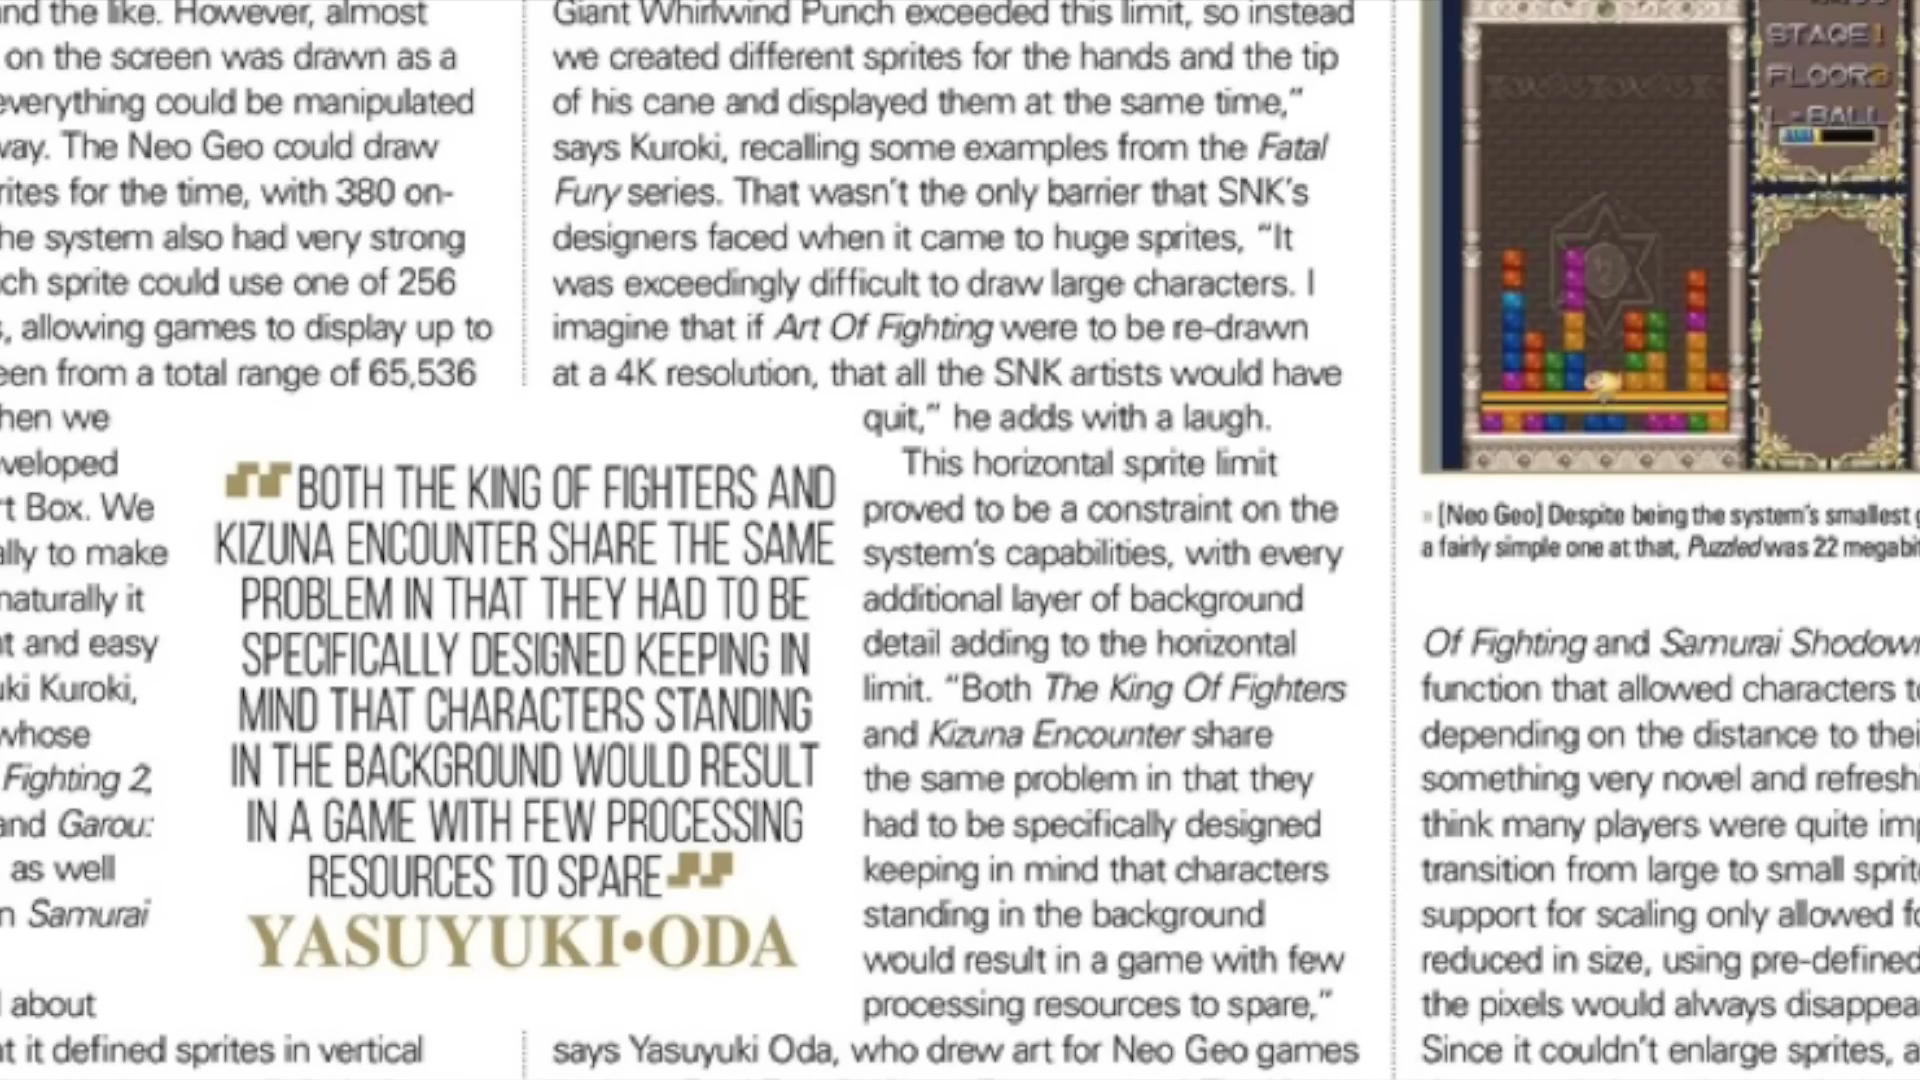 nd the like. However, almost
on the screen was drawn as a
everything could be manipulated
way. The Neo Geo could draw
rites for the time, with 380 on-
he system also had very strong
ch sprite could use one of 256
s, allowing games to display up to
een from a total range of 65,536
hen we
veloped
rt Box. We
ally to make
naturally it
nt and easy
uki Kuroki,
whose
Fighting 2,
and Garou:
as well
n Samurai
l about
at it defined sprites in vertical
"BOTH THE KING OF FIGHTERS AND
KIZUNA ENCOUNTER SHARE THE SAME
PROBLEM IN THAT THEY HAD TO BE
SPECIFICALLY DESIGNED KEEPING IN
MIND THAT CHARACTERS STANDING
IN THE BACKGROUND WOULD RESULT
IN A GAME WITH FEW PROCESSING
RESOURCES TO SPARE"
YASUYUKI•ODA
Giant Whirlwind Punch exceeded this limit, so instead
we created different sprites for the hands and the tip
of his cane and displayed them at the same time,"
says Kuroki, recalling some examples from the Fatal
Fury series. That wasn't the only barrier that SNK's
designers faced when it came to huge sprites, "It
was exceedingly difficult to draw large characters. I
imagine that if Art Of Fighting were to be re-drawn
at a 4K resolution, that all the SNK artists would have
quit," he adds with a laugh.
This horizontal sprite limit
proved to be a constraint on the
system's capabilities, with every
additional layer of background
detail adding to the horizontal
limit. "Both The King Of Fighters
and Kizuna Encounter share
the same problem in that they
had to be specifically designed
keeping in mind that characters
standing in the background
would result in a game with few
processing resources to spare,"
says Yasuyuki Oda, who drew art for Neo Geo games
STAGE 1
FLOOR 3
L-BALL
» [Neo Geo] Despite being the system's smallest g
a fairly simple one at that, Puzzled was 22 megabit
Of Fighting and Samurai Shodown
function that allowed characters to
depending on the distance to thei
something very novel and refreshi
think many players were quite imp
transition from large to small sprite
support for scaling only allowed fo
reduced in size, using pre-defined
the pixels would always disappear
Since it couldn't enlarge sprites, a